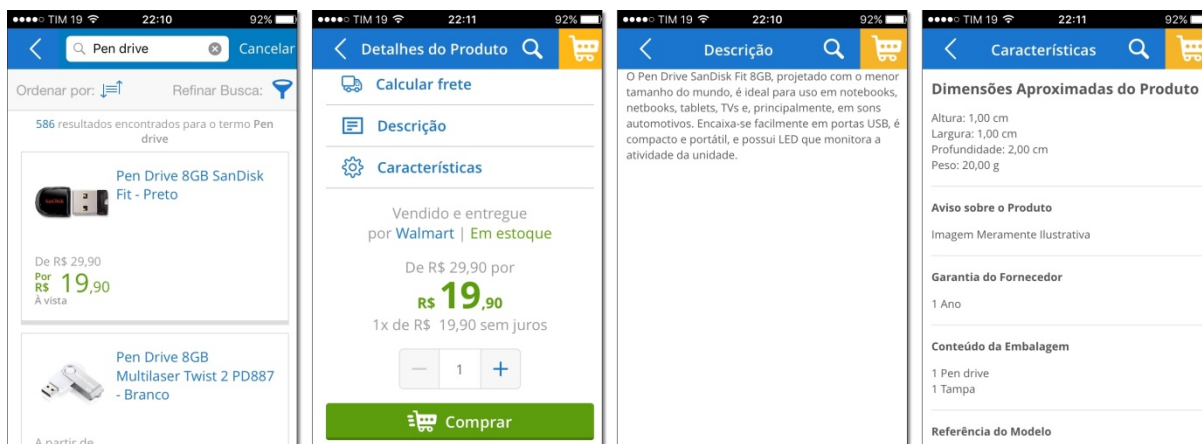 TIM 19 22:10 92%
Pen drive Cancelar
Ordenar por: Refinar Busca:
586 resultados encontrados para o termo Pen
drive
Pen Drive 8GB SanDisk
Fit - Preto
De R$ 29,90
Por
R$ 19,90
À vista
Pen Drive 8GB
Multilaser Twist 2 PD887
- Branco
A partir de
TIM 19 22:11 92%
Detalhes do Produto
Calcular frete
Descrição
Características
Vendido e entregue
por Walmart | Em estoque
De R$ 29,90 por
R$ 19,90
1x de R$ 19,90 sem juros
1
Comprar
TIM 19 22:10 92%
Descrição
O Pen Drive SanDisk Fit 8GB, projetado com o menor
tamanho do mundo, é ideal para uso em notebooks,
netbooks, tablets, TVs e, principalmente, em sons
automotivos. Encaixa-se facilmente em portas USB, é
compacto e portátil, e possui LED que monitora a
atividade da unidade.
TIM 19 22:11 92%
Características
Dimensões Aproximadas do Produto
Altura: 1,00 cm
Largura: 1,00 cm
Profundidade: 2,00 cm
Peso: 20,00 g
Aviso sobre o Produto
Imagem Meramente Ilustrativa
Garantia do Fornecedor
1 Ano
Conteúdo da Embalagem
1 Pen drive
1 Tampa
Referência do Modelo